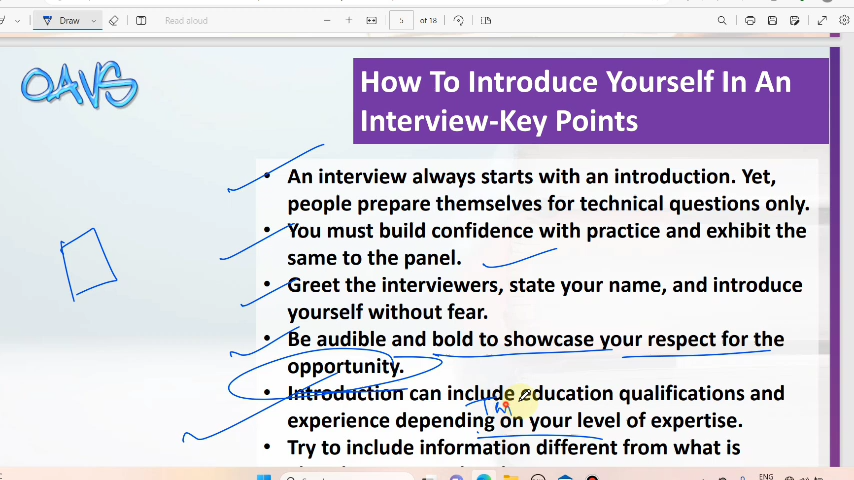 Draw
Read aloud
5 of 18
OAVS
How To Introduce Yourself In An
Interview-Key Points
• An interview always starts with an introduction. Yet,
people prepare themselves for technical questions only.
• You must build confidence with practice and exhibit the
same to the panel.
• Greet the interviewers, state your name, and introduce
yourself without fear.
• Be audible and bold to showcase your respect for the
opportunity.
• Introduction can include education qualifications and
experience depending on your level of expertise.
• Try to include information different from what is
ENG